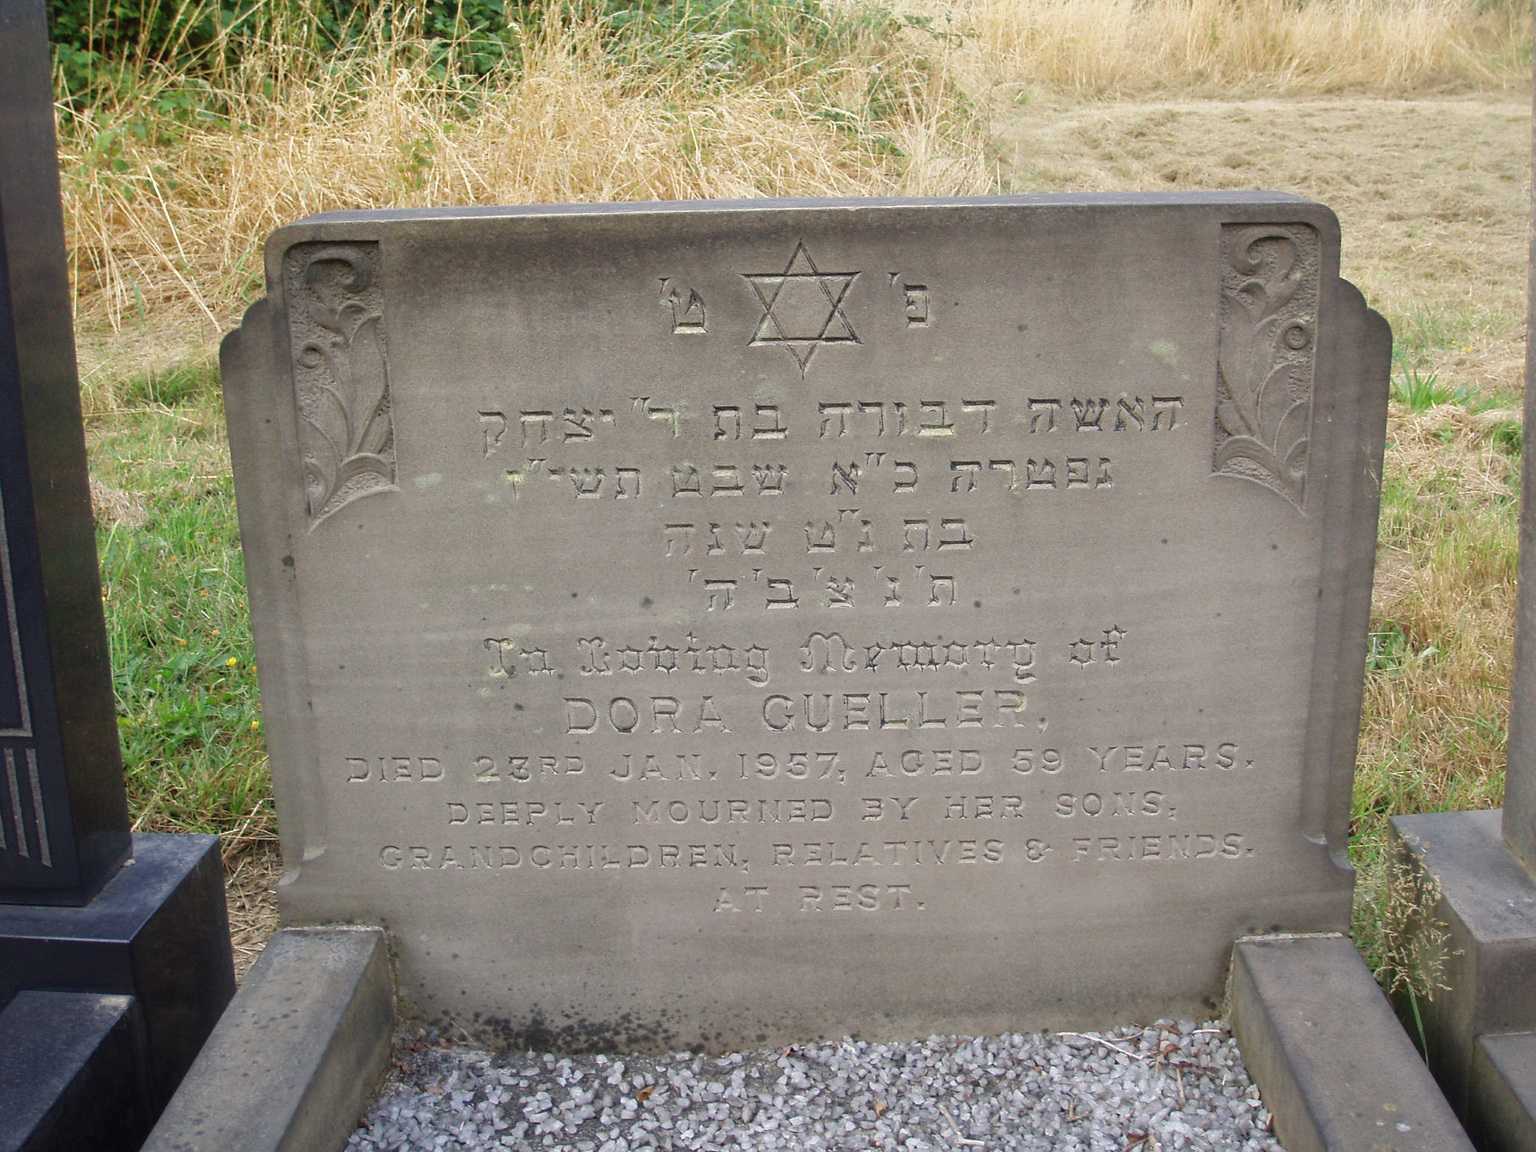 פ' ט'
האשה דבורה בת ר" יצחק
נפטרה כ"א שבט תשי"ז
בת נ"ט שנה
ת' נ' צ' ב' ה'
In Loving Memory of
DORA GUELLER,
DIED 23RD JAN. 1957, AGED 59 YEARS.
DEEPLY MOURNED BY HER SONS,
GRANDCHILDREN, RELATIVES & FRIENDS.
AT REST.